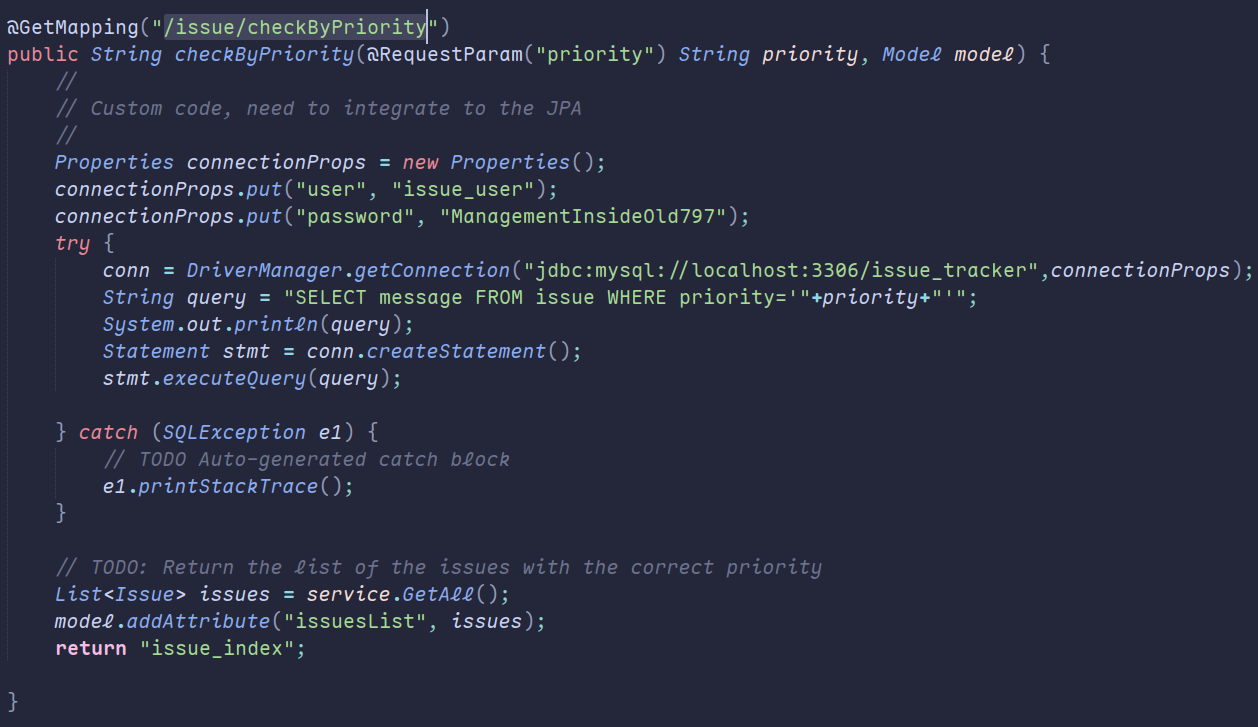 @GetMapping("/issue/checkByPriority")
public String checkByPriority(@RequestParam("priority") String priority, Model model) {
//
// Custom code, need to integrate to the JPA
//
Properties connectionProps = new Properties();
connectionProps.put("user", "issue_user");
connectionProps.put("password", "ManagementInsideOld797");
try {
conn = DriverManager.getConnection("jdbc:mysql://localhost:3306/issue_tracker",connectionProps);
String query = "SELECT message FROM issue WHERE priority='"+priority+"'";
System.out.println(query);
Statement stmt = conn.createStatement();
stmt.executeQuery(query);
} catch (SQLException e1) {
// TODO Auto-generated catch block
e1.printStackTrace();
}
// TODO: Return the list of the issues with the correct priority
List<Issue> issues = service.GetAll();
model.addAttribute("issuesList", issues);
return "issue_index";
}